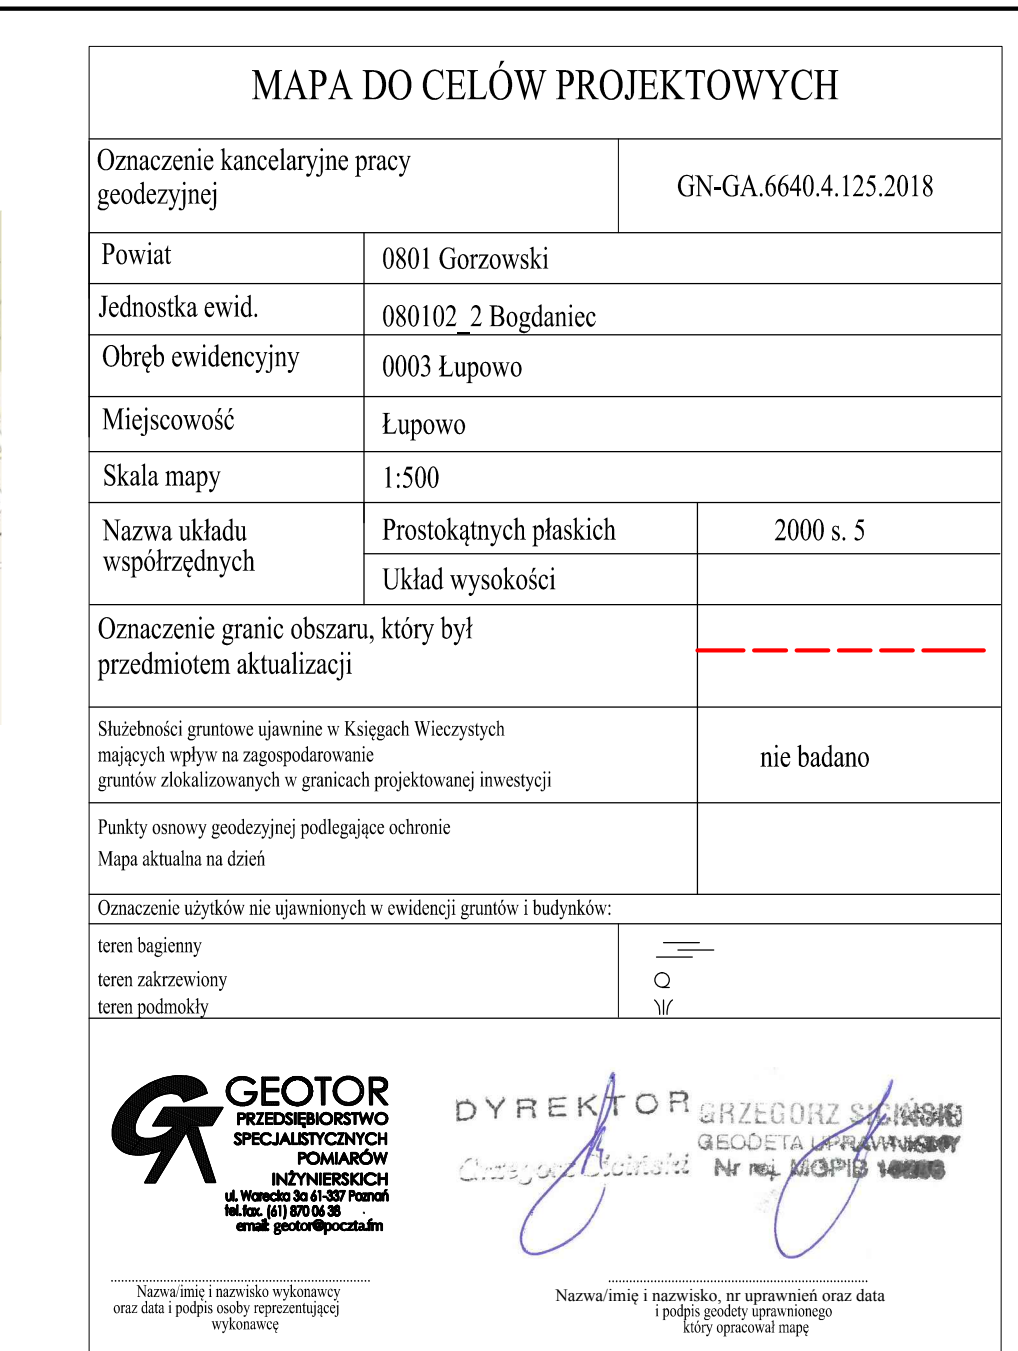 MAPA DO CELÓW PROJEKTOWYCH
Oznaczenie kancelaryjne pracy
geodezyjnej
GN-GA.6640.4.125.2018
Powiat
0801 Gorzowski
Jednostka ewid.
080102_2 Bogdaniec
Obręb ewidencyjny
0003 Łupowo
Miejscowość
Łupowo
Skala mapy
1:500
Nazwa układu
współrzędnych
Prostokątnych płaskich
2000 s. 5
Układ wysokości
Oznaczenie granic obszaru, który był
przedmiotem aktualizacji
Służebności gruntowe ujawnine w Księgach Wieczystych
mających wpływ na zagospodarowanie
gruntów zlokalizowanych w granicach projektowanej inwestycji
nie badano
Punkty osnowy geodezyjnej podlegające ochronie
Mapa aktualna na dzień
Oznaczenie użytków nie ujawnionych w ewidencji gruntów i budynków:
teren bagienny
teren zakrzewiony
teren podmokły
GEOTOR
PRZEDSIĘBIORSTWO
SPECJALISTYCZNYCH
POMIARÓW
INŻYNIERSKICH
ul. Warecka 3a 61-337 Poznań
tel.fax. (61) 870 06 38
email: geotor@poczta.fm
DYREKTOR
Grzegorz Siciński
GRZEGORZ SICIŃSKI
GEODETA UPRAWNIONY
Nr rej. MGPIB
Nazwa/imię i nazwisko wykonawcy
oraz data i podpis osoby reprezentującej
wykonawcę
Nazwa/imię i nazwisko, nr uprawnień oraz data
i podpis geodety uprawnionego
który opracował mapę